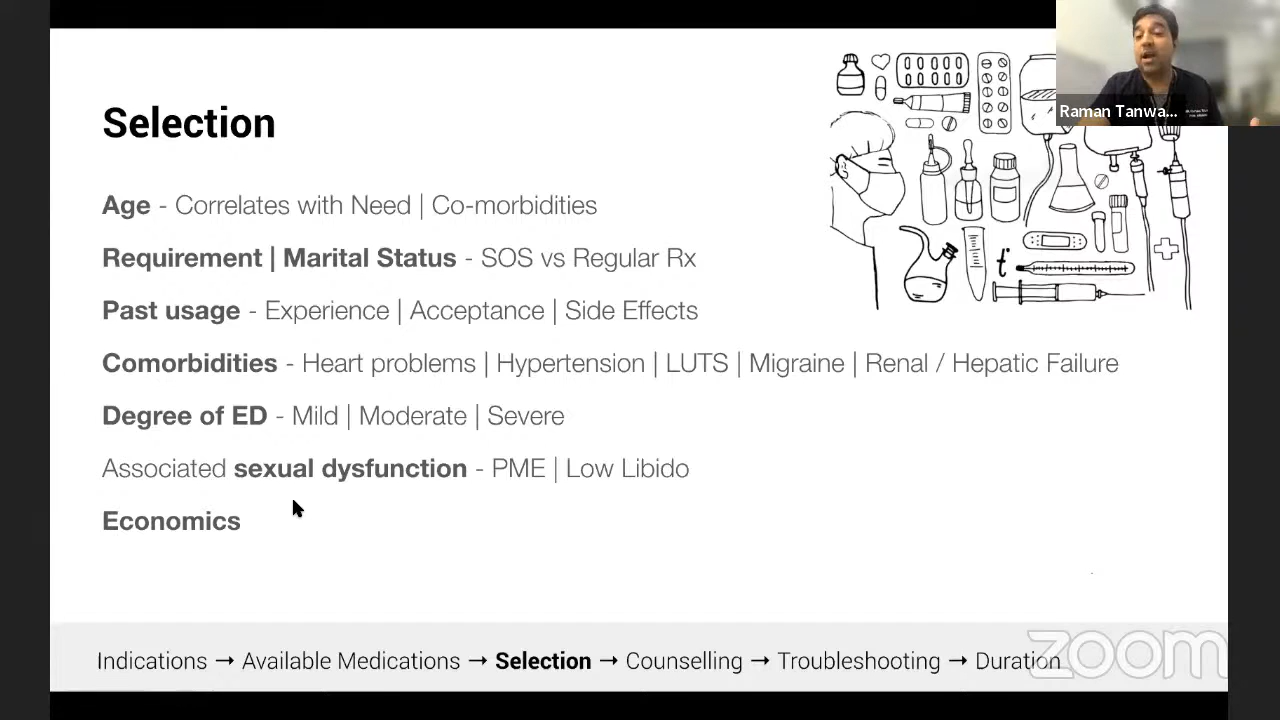 Selection
Raman Tanwa...
Age - Correlates with Need | Co-morbidities
Requirement | Marital Status - SOS vs Regular Rx
Past usage - Experience | Acceptance | Side Effects
Comorbidities - Heart problems | Hypertension | LUTS | Migraine | Renal / Hepatic Failure
Degree of ED - Mild | Moderate | Severe
Associated sexual dysfunction - PME | Low Libido
Economics
Indications → Available Medications → Selection → Counselling → Troubleshooting → Duration
zoom